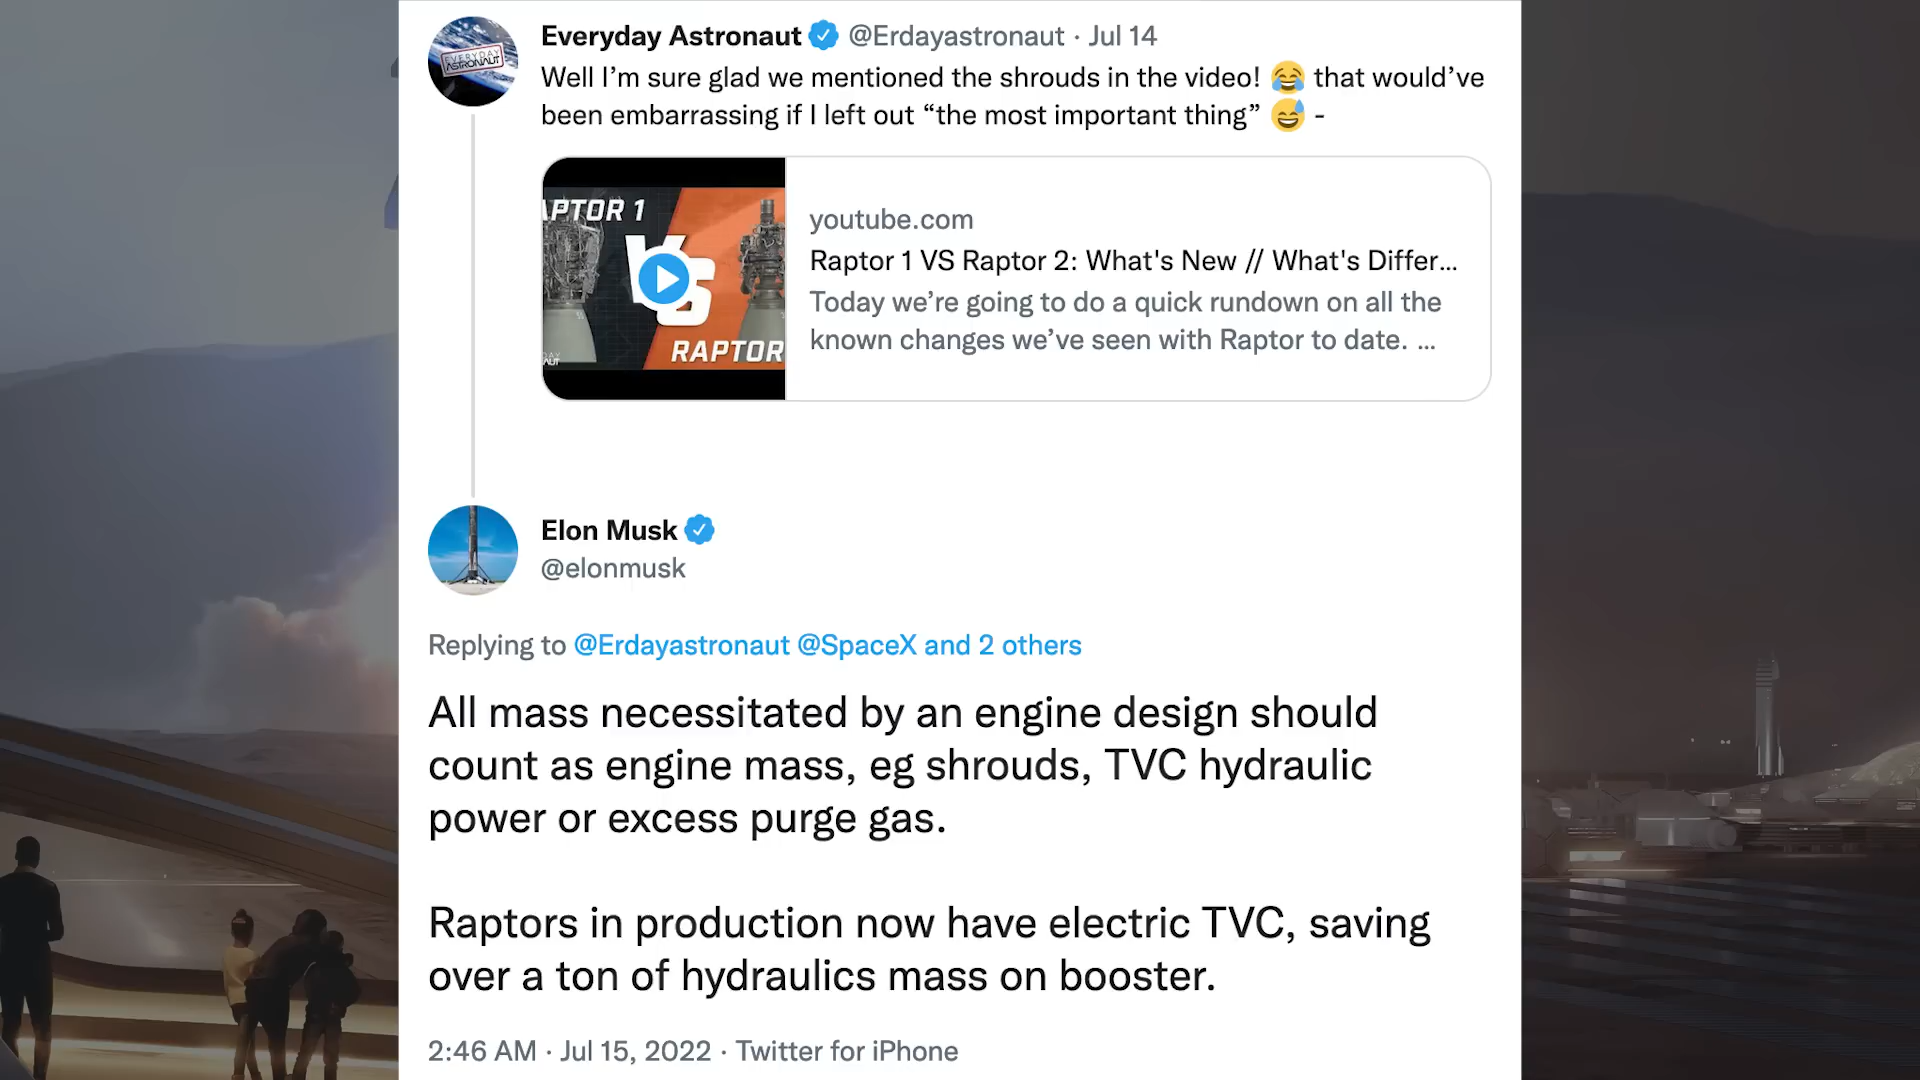 Everyday Astronaut @Erdayastronaut · Jul 14
EVERYDAY
ASTRONAUT
Well I’m sure glad we mentioned the shrouds in the video! 😂 that would’ve
been embarrassing if I left out “the most important thing” 😅 -
APTOR 1
VS
RAPTOR
youtube.com
Raptor 1 VS Raptor 2: What's New // What's Differ...
Today we’re going to do a quick rundown on all the
known changes we’ve seen with Raptor to date. ...
Elon Musk
@elonmusk
Replying to @Erdayastronaut @SpaceX and 2 others
All mass necessitated by an engine design should
count as engine mass, eg shrouds, TVC hydraulic
power or excess purge gas.
Raptors in production now have electric TVC, saving
over a ton of hydraulics mass on booster.
2:46 AM · Jul 15, 2022 · Twitter for iPhone